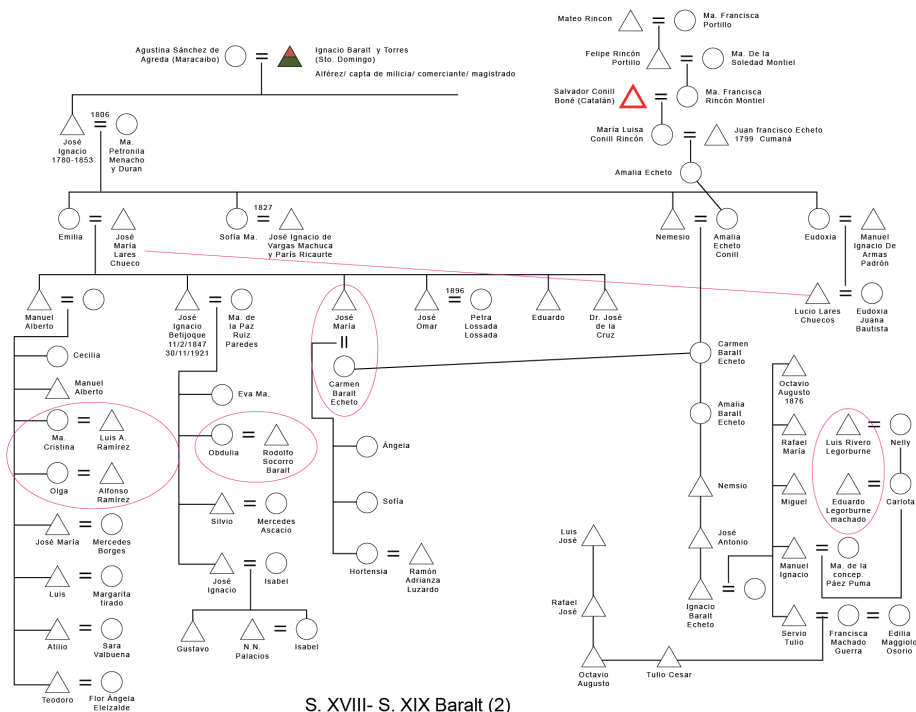 Mateo Rincon
Ma. Francisca
Portillo
Agustina Sánchez de
Agreda (Maracaibo)
Ignacio Baralt y Torres
(Sto. Domingo)
Alférez/ capta de milicia/ comerciante/ magistrado
Felipe Rincón
Portillo
Ma. De la
Soledad Montiel
Salvador Conill
Boné (Catalán)
Ma. Francisca
Rincón Montiel
1806
José
Ignacio
1780-1853
Ma.
Petronila
Menacho
y Duran
María Luisa
Conill Rincón
Juan francisco Echeto
1799 Cumaná
Amalia Echeto
Emilia
José
María
Lares
Chueco
Sofía Ma.
1827
José Ignacio de
Vargas Machuca
y París Ricaurte
Nemesio
Amalia
Echeto
Conill
Eudoxia
Manuel
Ignacio De
Armas
Padrón
Manuel
Alberto
José
Ignacio
Betijoque
11/2/1847
30/11/1921
Ma. de
la Paz
Ruiz
Paredes
José
María
José
Omar
1896
Petra
Lossada
Lossada
Eduardo
Dr. José
de la
Cruz
Lucio Lares
Chuecos
Eudoxia
Juana
Bautista
Cecilia
Manuel
Alberto
Ma.
Cristina
Luis A.
Ramírez
Olga
Alfonso
Ramírez
José María
Mercedes
Borges
Luis
Margarita
tirado
Atilio
Sara
Valbuena
Teodoro
Flor Ángela
Eleizalde
Eva Ma.
Obdulia
Rodolfo
Socorro
Baralt
Silvio
Mercedes
Ascacio
José
Ignacio
Isabel
Gustavo
N.N.
Palacios
Isabel
Carmen
Baralt
Echeto
Ángela
Sofía
Hortensia
Ramón
Adrianza
Luzardo
Carmen
Baralt
Echeto
Amalia
Baralt
Echeto
Nemsio
José
Antonio
Ignacio
Baralt
Echeto
Octavio
Augusto
1876
Rafael
María
Miguel
Manuel
Ignacio
Ma. de la
concep.
Páez Puma
Servio
Tulio
Francisca
Machado
Guerra
Edilia
Maggiolo
Osorio
Luis Rivero
Legorburne
Nelly
Eduardo
Legorburne
machado
Carlota
Luis
José
Rafael
José
Octavio
Augusto
Tulio Cesar
S. XVIII- S. XIX Baralt (2)